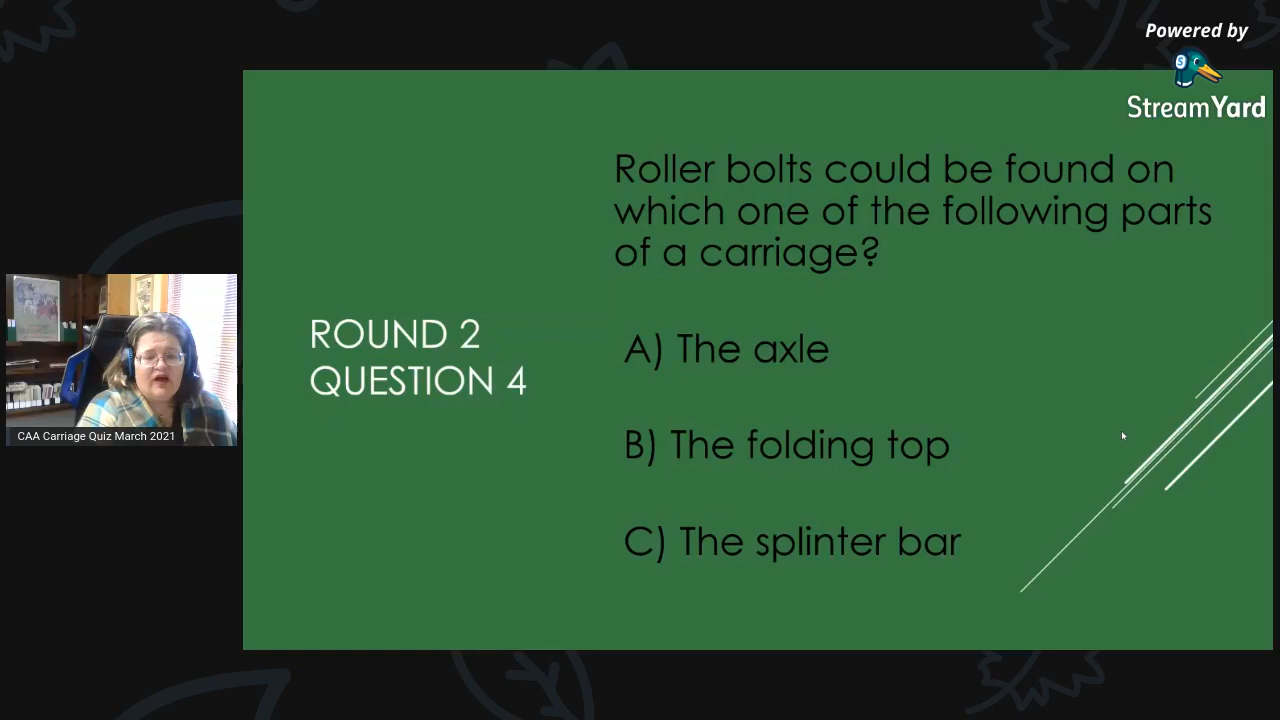 Powered by
StreamYard
Roller bolts could be found on
which one of the following parts
of a carriage?
ROUND 2
QUESTION 4
A) The axle
B) The folding top
C) The splinter bar
CAA Carriage Quiz March 2021